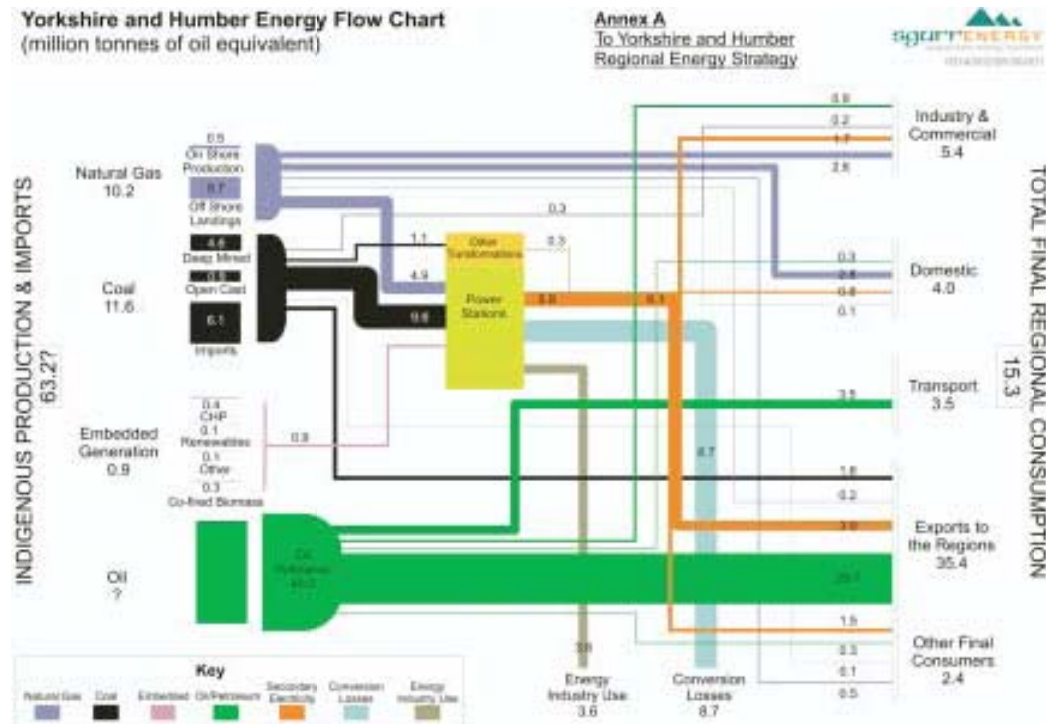 Yorkshire and Humber Energy Flow Chart
(million tonnes of oil equivalent)
Annex A
To Yorkshire and Humber
Regional Energy Strategy
sgurrENERGY
INDIGENOUS PRODUCTION & IMPORTS
63.2?
Natural Gas
10.2
0.5
On Shore
Production
9.7
Off Shore
Landings
Coal
11.6
4.6
Deep Mined
0.9
Open Cast
6.1
Imports
Embedded
Generation
0.9
0.4
CHP
0.1
Renewables
0.1
Other
0.3
Co-fired Biomass
0.9
Oil
?
Oil
1.1
4.9
Other
Transformations
Power
Stations
0.3
0.3
8.7
3.6
0.9
0.2
1.7
2.6
Industry &
Commercial
5.4
0.3
2.8
0.8
0.1
Domestic
4.0
3.5
Transport
3.5
1.6
0.2
Exports to
the Regions
35.4
1.5
0.3
0.1
0.5
Other Final
Consumers
2.4
TOTAL FINAL REGIONAL CONSUMPTION
15.3
Energy
Industry Use
3.6
Conversion
Losses
8.7
Key
Natural Gas
Coal
Embedded
Oil/Petroleum
Secondary
Electricity
Conversion
Losses
Energy
Industry Use